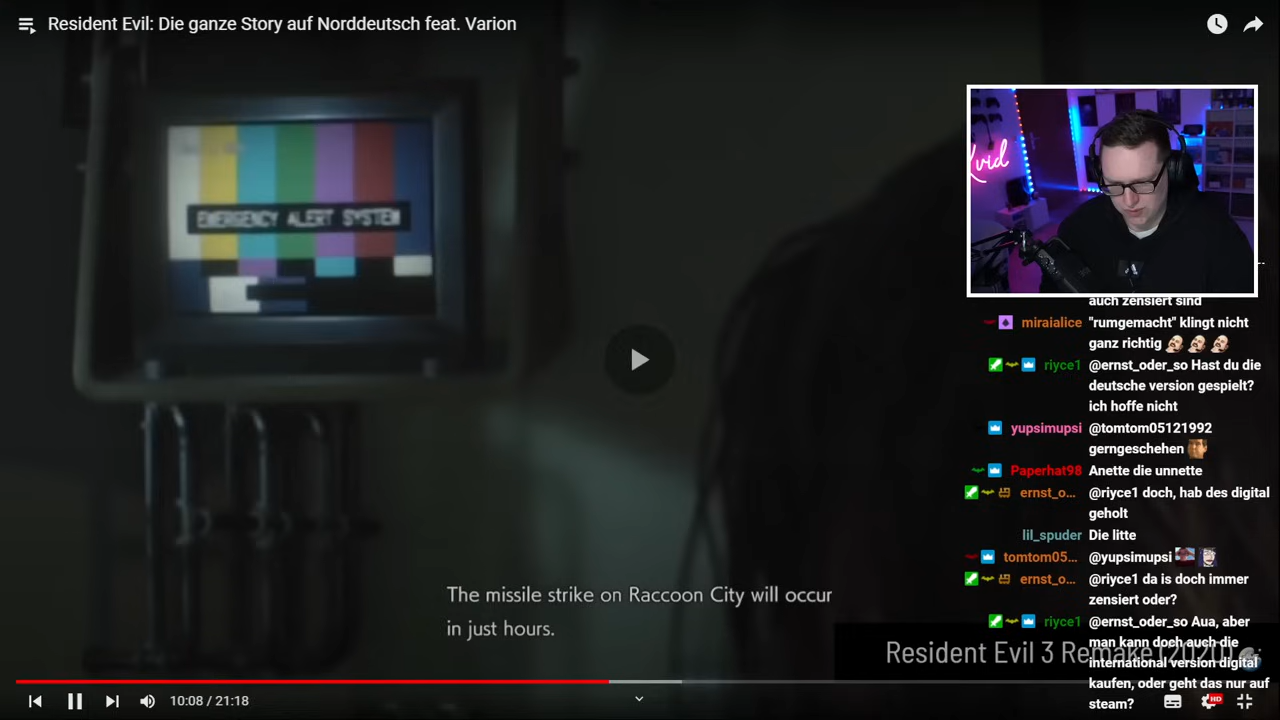 Resident Evil: Die ganze Story auf Norddeutsch feat. Varion
EMERGENCY ALERT SYSTEM
auch zensiert sind
miraialice "rumgemacht" klingt nicht
ganz richtig
riyce1 @ernst_oder_so Hast du die
deutsche version gespielt?
ich hoffe nicht
yupsimupsi @tomtom05121992
gerngeschehen
Paperhat98 Anette die unnette
ernst_o... @riyce1 doch, hab des digital
geholt
lil_spuder Die litte
tomtom05... @yupsimupsi
ernst_o... @riyce1 da is doch immer
zensiert oder?
riyce1 @ernst_oder_so Aua, aber
man kann doch auch die
international version digital
kaufen, oder geht das nur auf
steam?
The missile strike on Raccoon City will occur
in just hours.
Resident Evil 3 Remake (2020)
10:08 / 21:18
HD